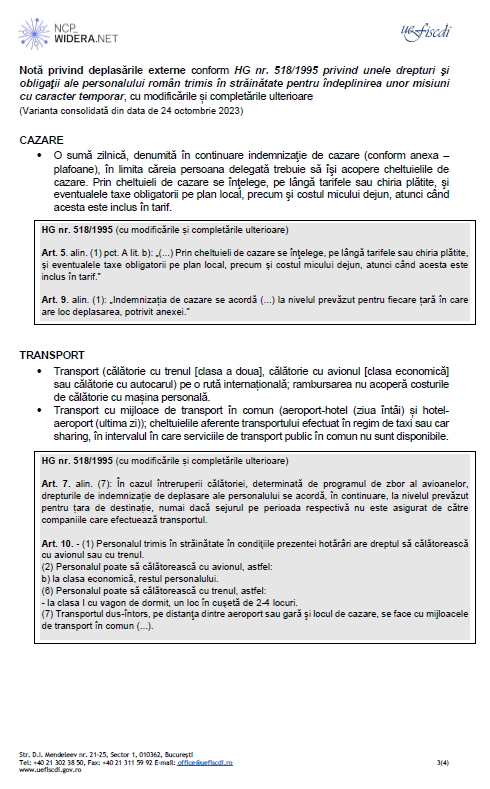 NCP_
WIDERA.NET
uefiscdi
Notă privind deplasările externe conform HG nr. 518/1995 privind unele drepturi şi
obligaţii ale personalului român trimis în străinătate pentru îndeplinirea unor misiuni
cu caracter temporar, cu modificările și completările ulterioare
(Varianta consolidată din data de 24 octombrie 2023)
CAZARE
• O sumă zilnică, denumită în continuare indemnizaţie de cazare (conform anexa –
plafoane), în limita căreia persoana delegată trebuie să îşi acopere cheltuielile de
cazare. Prin cheltuieli de cazare se înţelege, pe lângă tarifele sau chiria plătite, şi
eventualele taxe obligatorii pe plan local, precum şi costul micului dejun, atunci când
acesta este inclus în tarif.
HG nr. 518/1995 (cu modificările și completările ulterioare)
Art. 5. alin. (1) pct. A lit. b): „(...) Prin cheltuieli de cazare se înţelege, pe lângă tarifele sau chiria plătite,
şi eventualele taxe obligatorii pe plan local, precum şi costul micului dejun, atunci când acesta este
inclus în tarif.”
Art. 9. alin. (1): „Indemnizația de cazare se acordă (...) la nivelul prevăzut pentru fiecare ţară în care
are loc deplasarea, potrivit anexei.”
TRANSPORT
• Transport (călătorie cu trenul [clasa a doua], călătorie cu avionul [clasa economică]
sau călătorie cu autocarul) pe o rută internațională; rambursarea nu acoperă costurile
de călătorie cu mașina personală.
• Transport cu mijloace de transport în comun (aeroport-hotel (ziua întâi) și hotel-
aeroport (ultima zi)); cheltuielile aferente transportului efectuat în regim de taxi sau car
sharing, în intervalul în care serviciile de transport public în comun nu sunt disponibile.
HG nr. 518/1995 (cu modificările și completările ulterioare)
Art. 7. alin. (7): În cazul întreruperii călătoriei, determinată de programul de zbor al avioanelor,
drepturile de indemnizație de deplasare ale personalului se acordă, în continuare, la nivelul prevăzut
pentru țara de destinație, numai dacă sejurul pe perioada respectivă nu este asigurat de către
companiile care efectuează transportul.
Art. 10. - (1) Personalul trimis în străinătate în condiţiile prezentei hotărâri are dreptul să călătorească
cu avionul sau cu trenul.
(2) Personalul poate să călătorească cu avionul, astfel:
b) la clasa economică, restul personalului.
(6) Personalul poate să călătorească cu trenul, astfel:
- la clasa I cu vagon de dormit, un loc în cușetă de 2-4 locuri.
(7) Transportul dus-întors, pe distanţa dintre aeroport sau gară şi locul de cazare, se face cu mijloacele
de transport în comun (...).
Str. D.I. Mendeleev nr. 21-25, Sector 1, 010362, București
Tel: +40 21 302 38 50, Fax: +40 21 311 59 92 E-mail: office@uefiscdi.ro
www.uefiscdi.gov.ro
3(4)